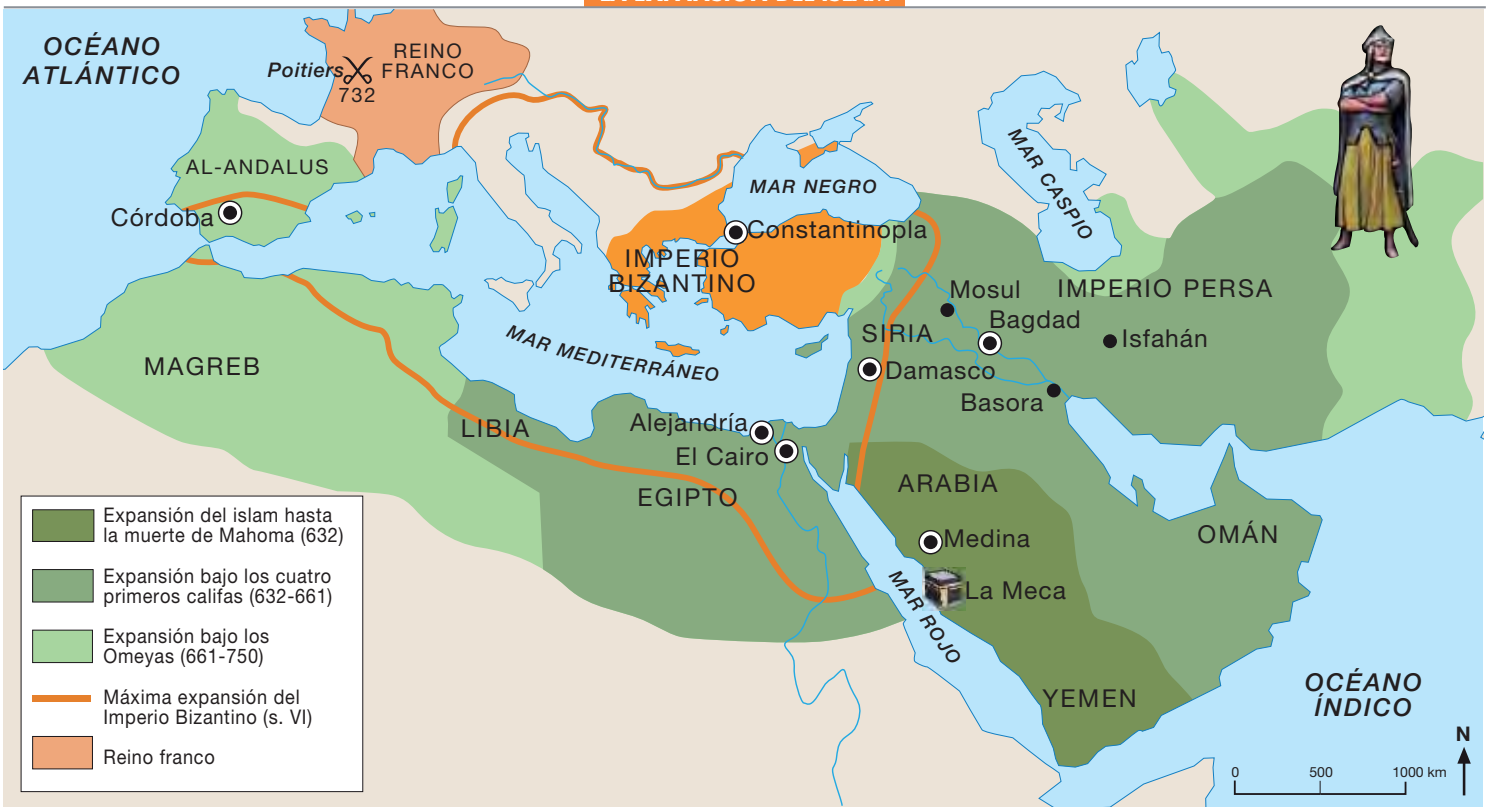 OCÉANO
ATLÁNTICO
Poitiers
732
REINO
FRANCO
AL-ANDALUS
Córdoba
MAR NEGRO
MAR CASPIO
Constantinopla
IMPERIO
BIZANTINO
Mosul
IMPERIO PERSA
SIRIA
Bagdad
Isfahán
Damasco
Basora
MAR MEDITERRÁNEO
MAGREB
LIBIA
Alejandría
El Cairo
EGIPTO
ARABIA
OMÁN
Medina
La Meca
MAR ROJO
YEMEN
OCÉANO
ÍNDICO
Expansión del islam hasta
la muerte de Mahoma (632)
Expansión bajo los cuatro
primeros califas (632-661)
Expansión bajo los
Omeyas (661-750)
Máxima expansión del
Imperio Bizantino (s. VI)
Reino franco
N
0 500 1000 km